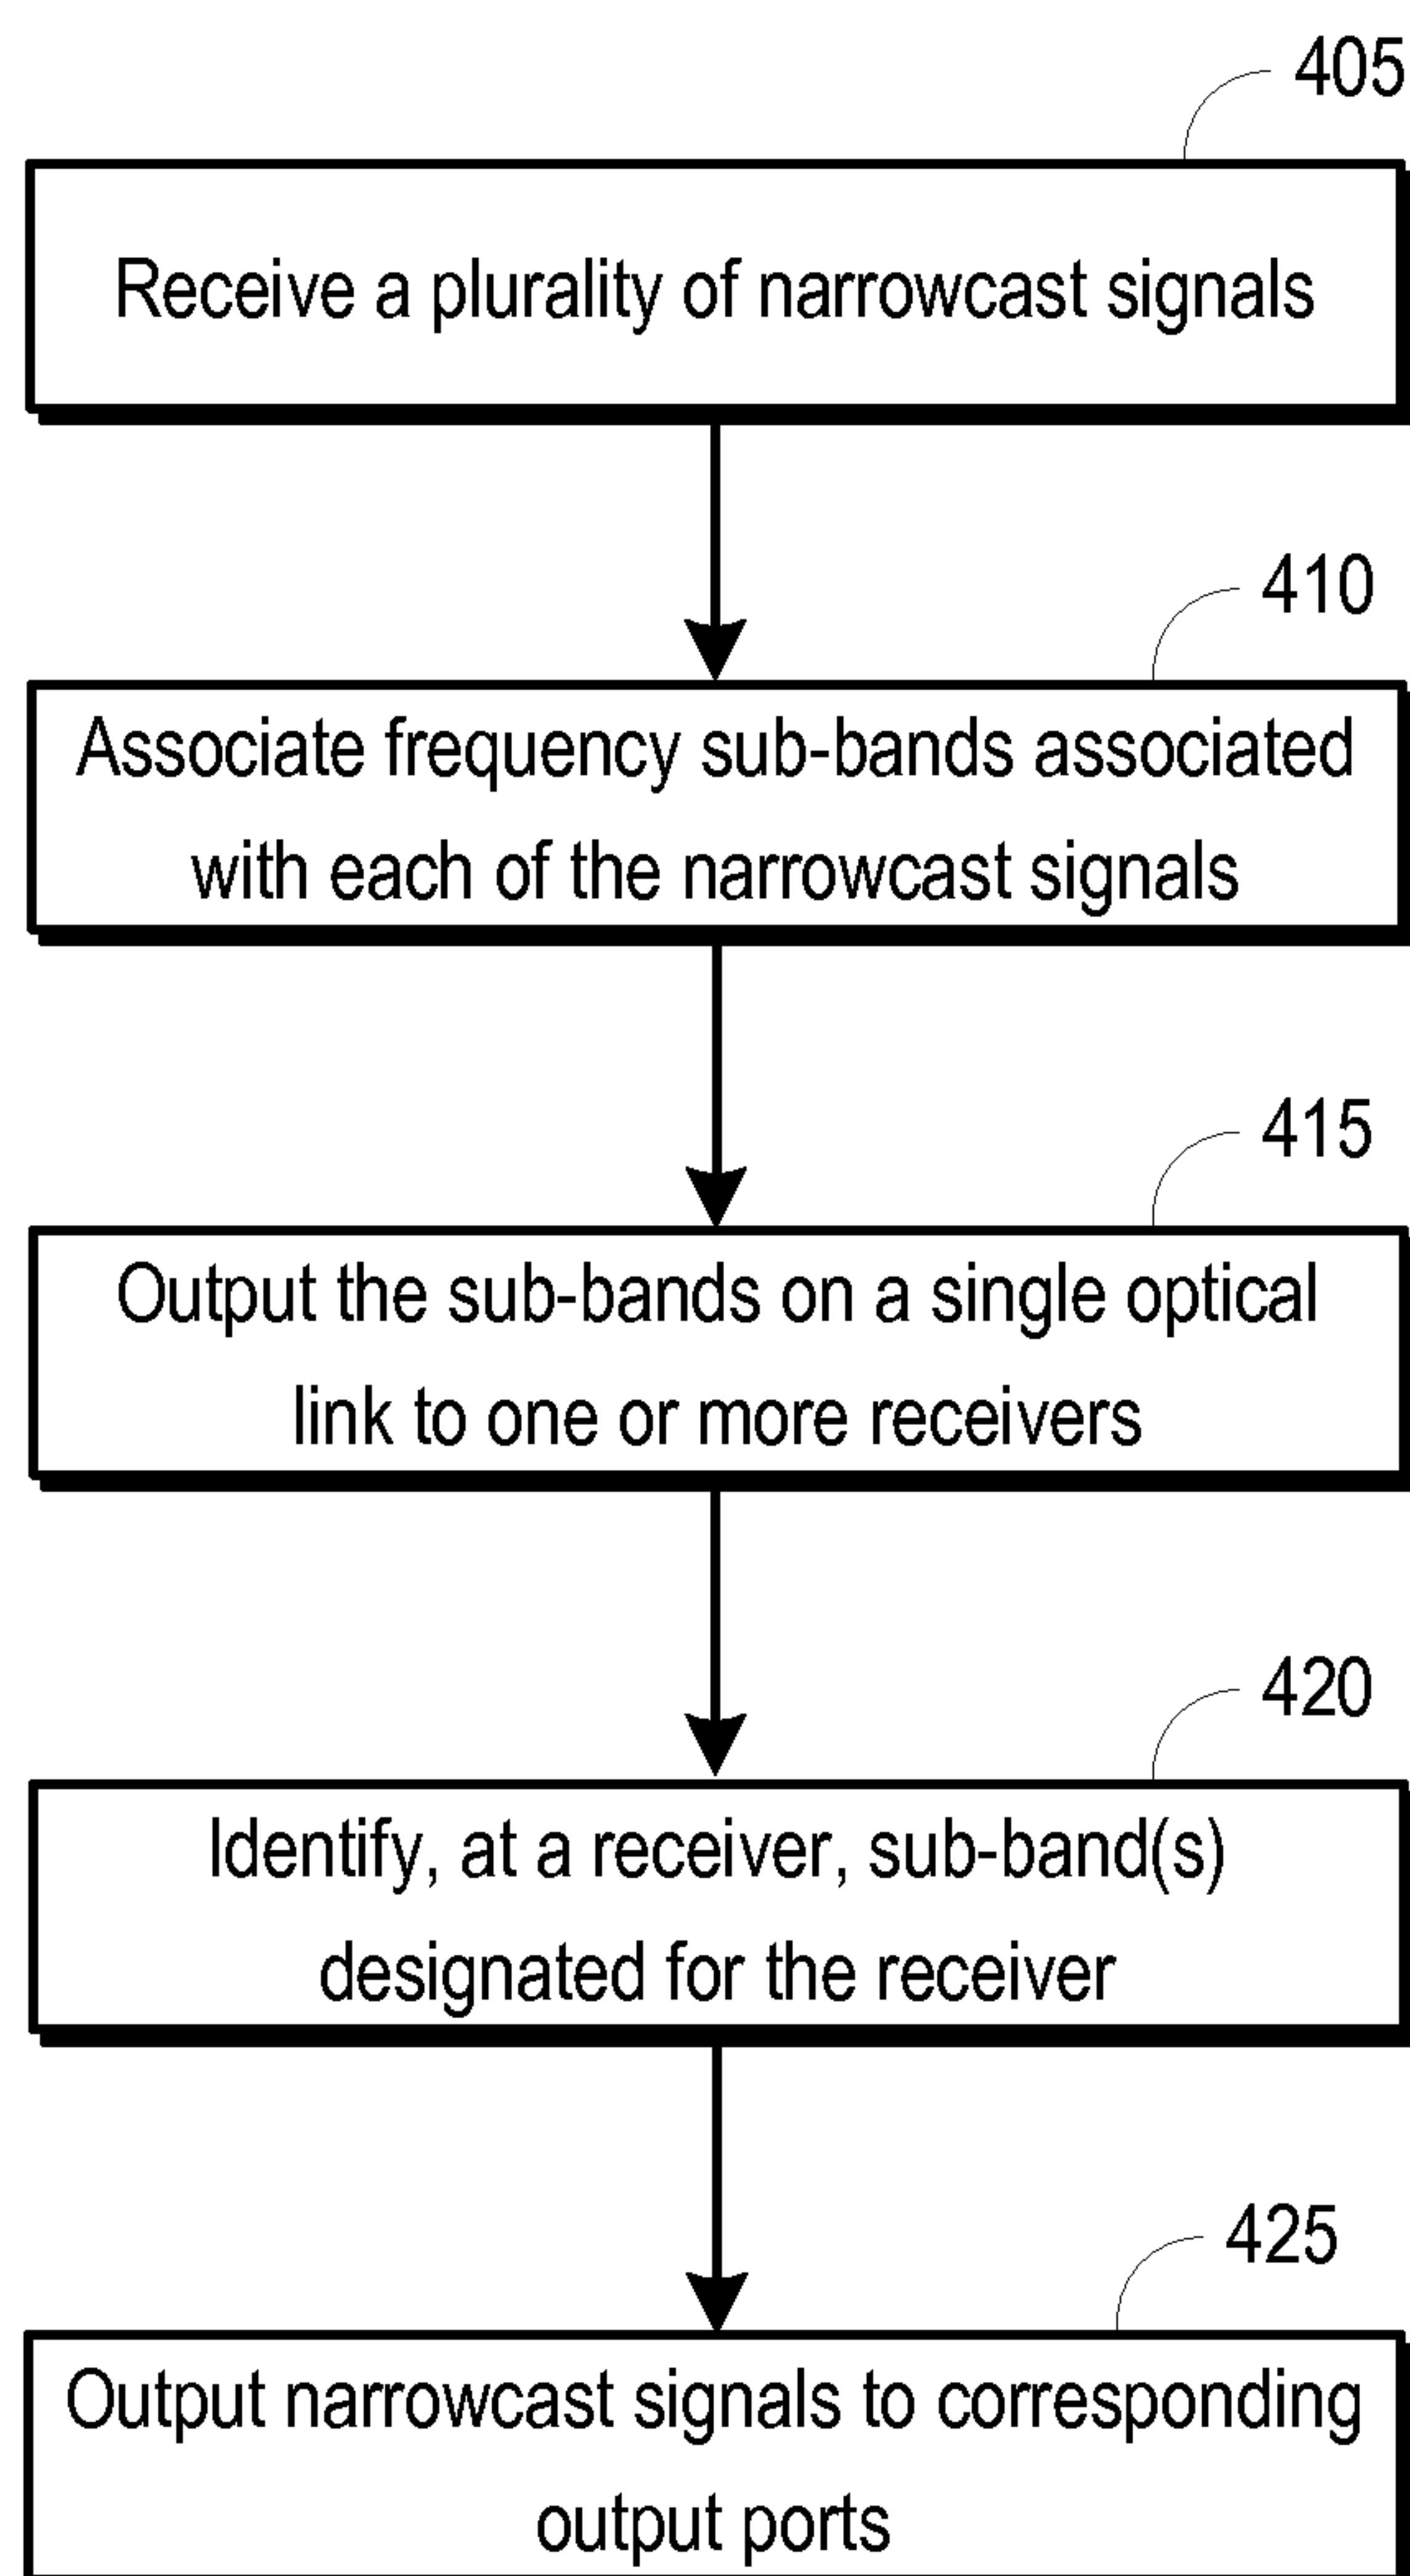 405
Receive a plurality of narrowcast signals
410
Associate frequency sub-bands associated
with each of the narrowcast signals
415
Output the sub-bands on a single optical
link to one or more receivers
420
Identify, at a receiver, sub-band(s)
designated for the receiver
425
Output narrowcast signals to corresponding
output ports